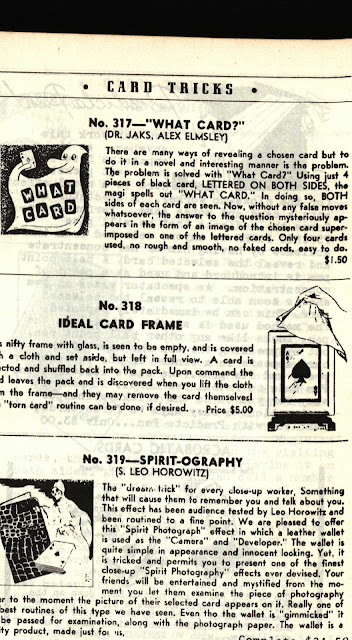 • CARD TRICKS •
No. 317—"WHAT CARD?"
(DR. JAKS, ALEX ELMSLEY)
There are many ways of revealing a chosen card but to
do it in a novel and interesting manner is the problem.
The problem is solved with "What Card?" Using just 4
pieces of black card, LETTERED ON BOTH SIDES, the
magi spells out "WHAT CARD." In doing so, BOTH
sides of each card are seen. Now, without any false moves
whatsoever, the answer to the question mysteriously ap-
pears in the form of an image of the chosen card super-
imposed on one of the lettered cards. Only four cards
used, no rough and smooth, no faked cards, easy to do.
$1.50
WHAT
CARD
No. 318
IDEAL CARD FRAME
s nifty frame with glass, is seen to be empty, and is covered
h a cloth and set aside, but left in full view. A card is
cted and shuffled back into the pack. Upon command the
d leaves the pack and is discovered when you lift the cloth
m the frame—and they may remove the card themselves!
"torn card" routine can be done, if desired. . . Price $5.00
A
No. 319—SPIRIT-OGRAPHY
(S. LEO HOROWITZ)
The "dream trick" for every close-up worker, Something
that will cause them to remember you and talk about you.
This effect has been audience tested by Leo Horowitz and
been routined to a fine point. We are pleased to offer
this "Spirit Photograph" effect in which a leather wallet
is used as the "Camera" and "Developer." The wallet is
quite simple in appearance and innocent looking. Yet, it
is tricked and permits you to present one of the finest
close-up "Spirit Photography" effects ever devised. Your
friends will be entertained and mystified from the mo-
ment you let them examine the piece of photography
er to the moment the picture of their selected card appears on it. Really one of
best routines of this type we have seen. Even tho the wallet is "gimmicked" it
be passed for examination, along with the photograph paper. The wallet is a
ity product, made just for us,